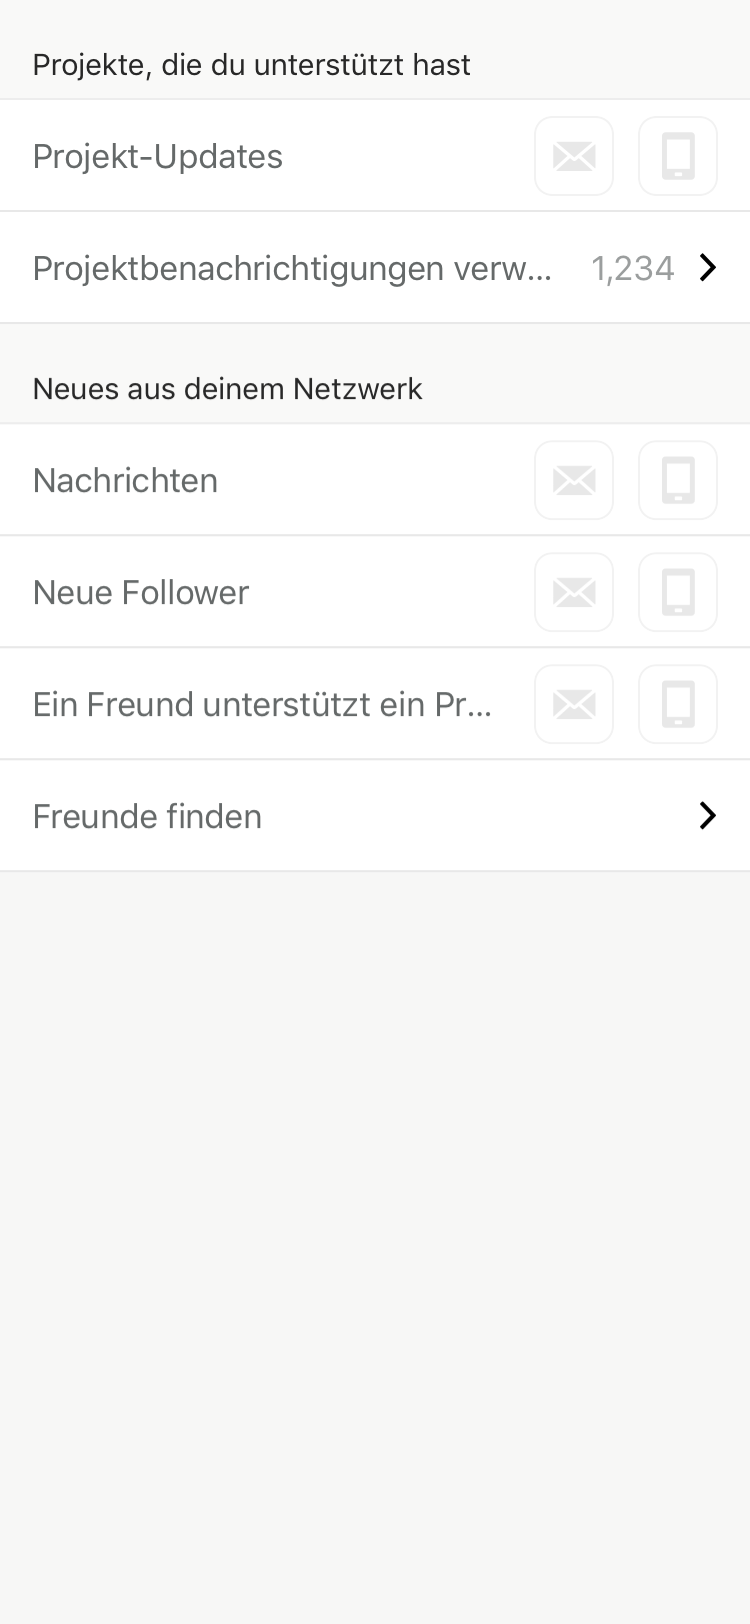 Projekte, die du unterstützt hast
Projekt-Updates
Projektbenachrichtigungen verw... 1,234
Neues aus deinem Netzwerk
Nachrichten
Neue Follower
Ein Freund unterstützt ein Pr...
Freunde finden